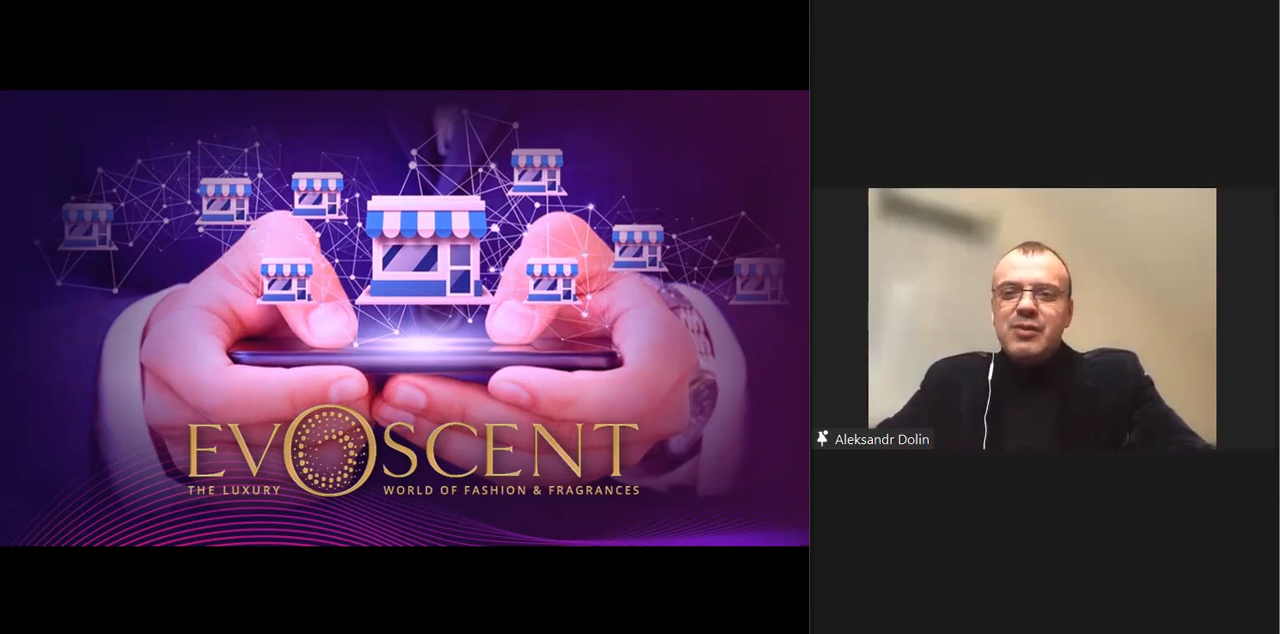 EVOSCENT
THE LUXURY WORLD OF FASHION & FRAGRANCES
Aleksandr Dolin